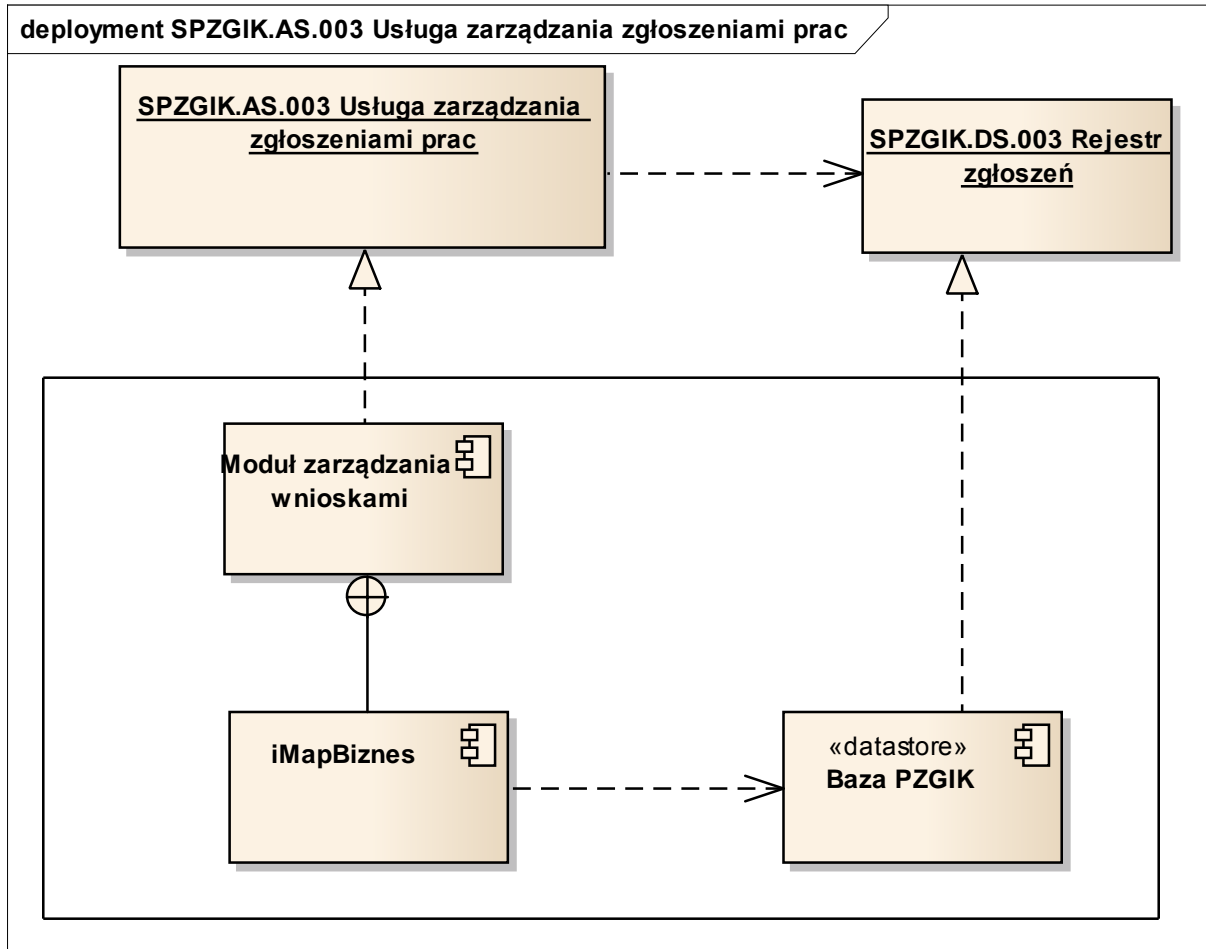 deployment SPZGIK.AS.003 Usługa zarządzania zgłoszeniami prac
SPZGIK.AS.003 Usługa zarządzania
zgłoszeniami prac
SPZGIK.DS.003 Rejestr
zgłoszeń
Moduł zarządzania
wnioskami
iMapBiznes
«datastore»
Baza PZGIK